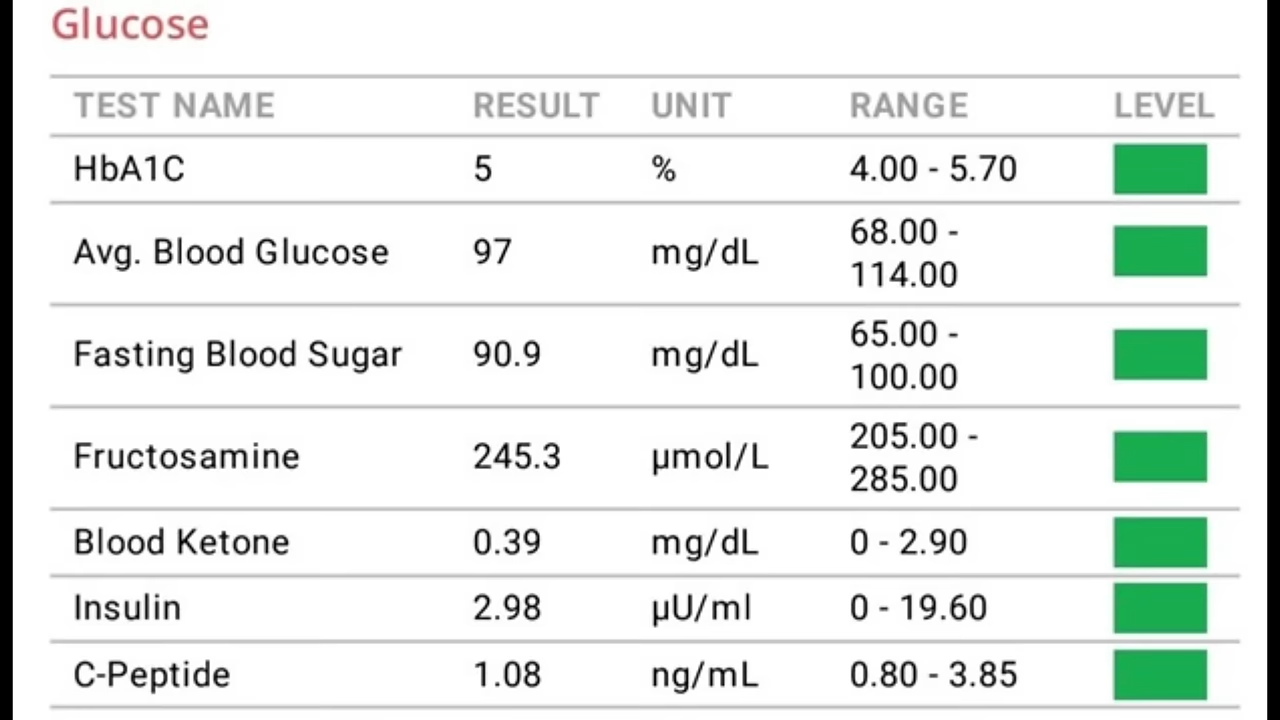 Glucose
TEST NAME RESULT UNIT RANGE LEVEL
HbA1C 5 % 4.00 - 5.70
Avg. Blood Glucose 97 mg/dL 68.00 -
114.00
Fasting Blood Sugar 90.9 mg/dL 65.00 -
100.00
Fructosamine 245.3 µmol/L 205.00 -
285.00
Blood Ketone 0.39 mg/dL 0 - 2.90
Insulin 2.98 µU/ml 0 - 19.60
C-Peptide 1.08 ng/mL 0.80 - 3.85